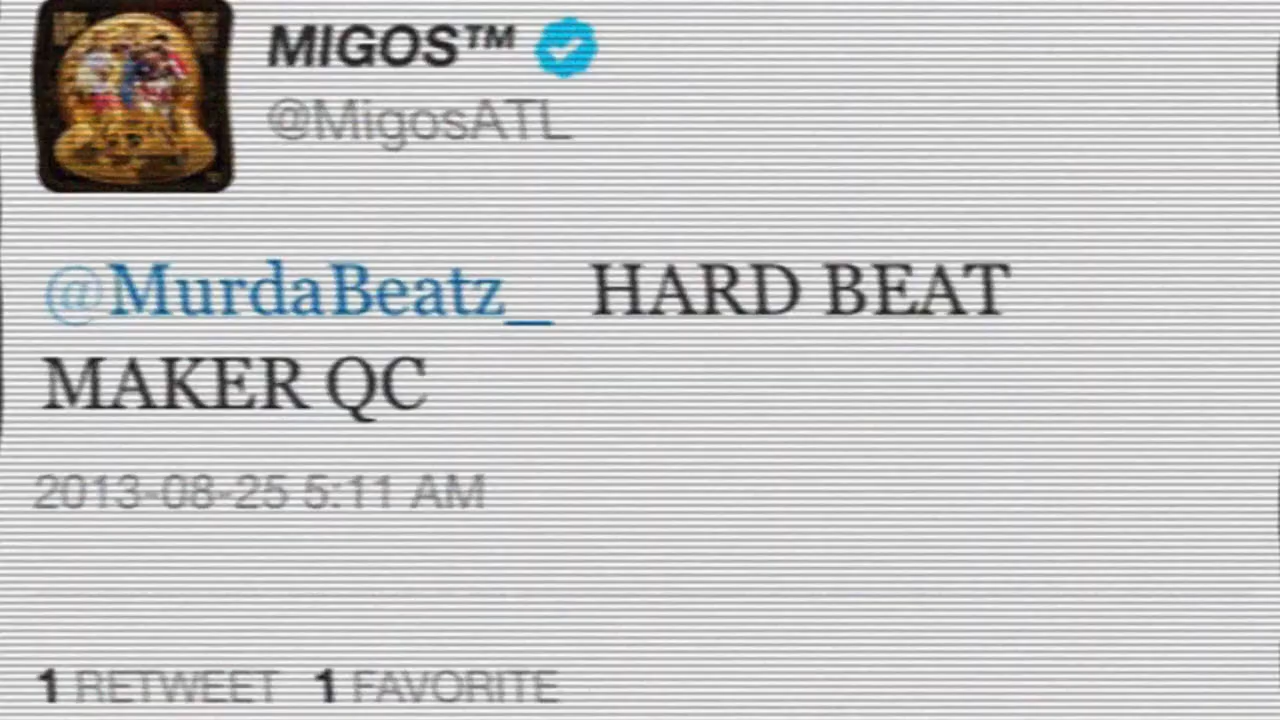 MIGOS™
@MigosATL
@MurdaBeatz_ HARD BEAT
MAKER QC
2013-08-25 5:11 AM
1 RETWEET 1 FAVORITE